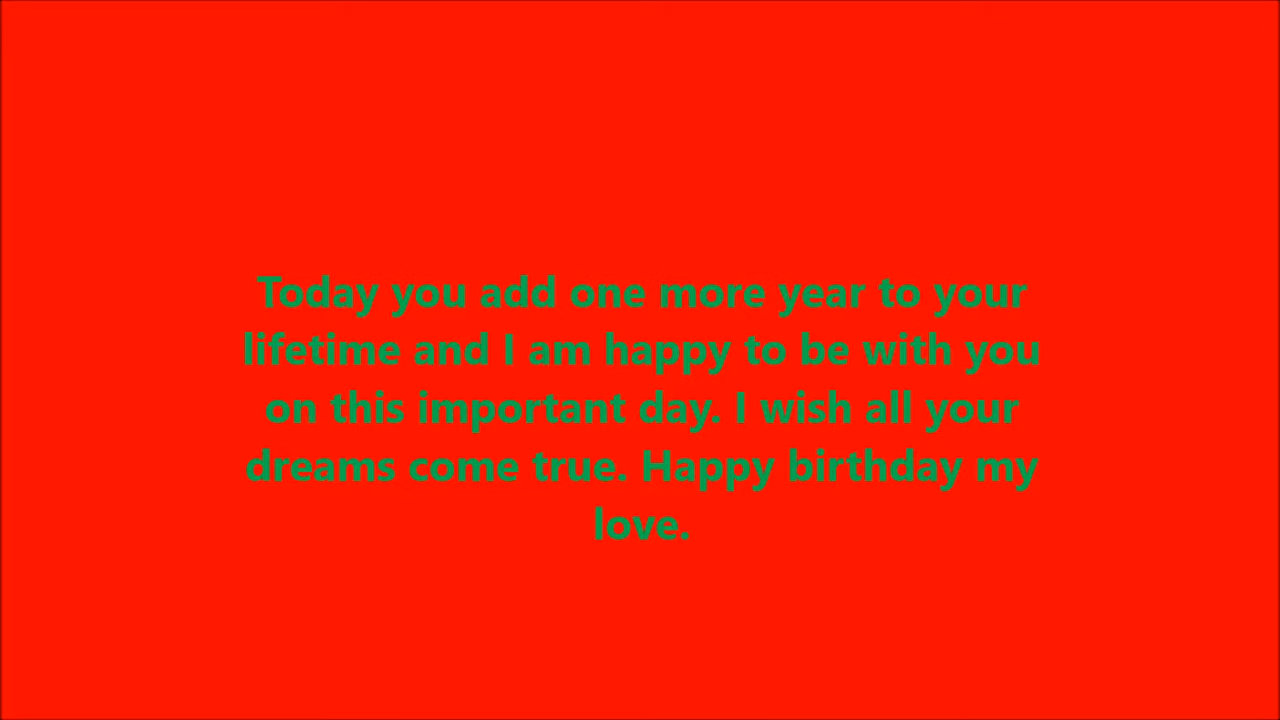 Today you add one more year to your
lifetime and I am happy to be with you
on this important day. I wish all your
dreams come true. Happy birthday my
love.